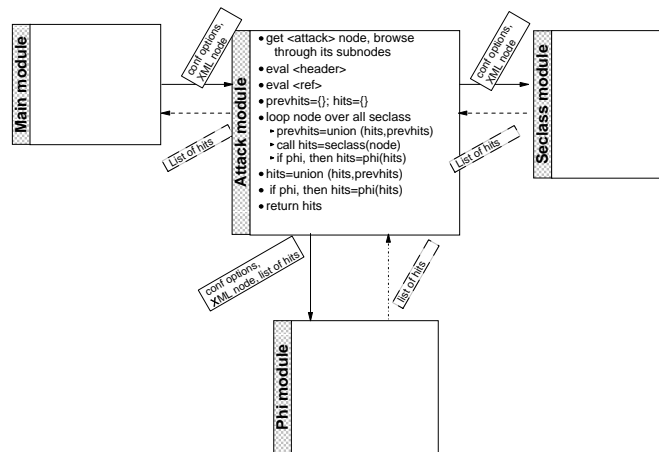 Main module
conf options,
XML node
List of hits
Attack module
• get <attack> node, browse
through its subnodes
• eval <header>
• eval <ref>
• prevhits={}; hits={}
• loop node over all seclass
▸ prevhits=union (hits,prevhits)
▸ call hits=seclass(node)
▸ if phi, then hits=phi(hits)
• hits=union (hits,prevhits)
• if phi, then hits=phi(hits)
• return hits
conf options,
XML node
List of hits
Seclass module
conf options,
XML node, list of hits
list of hits
Phi module